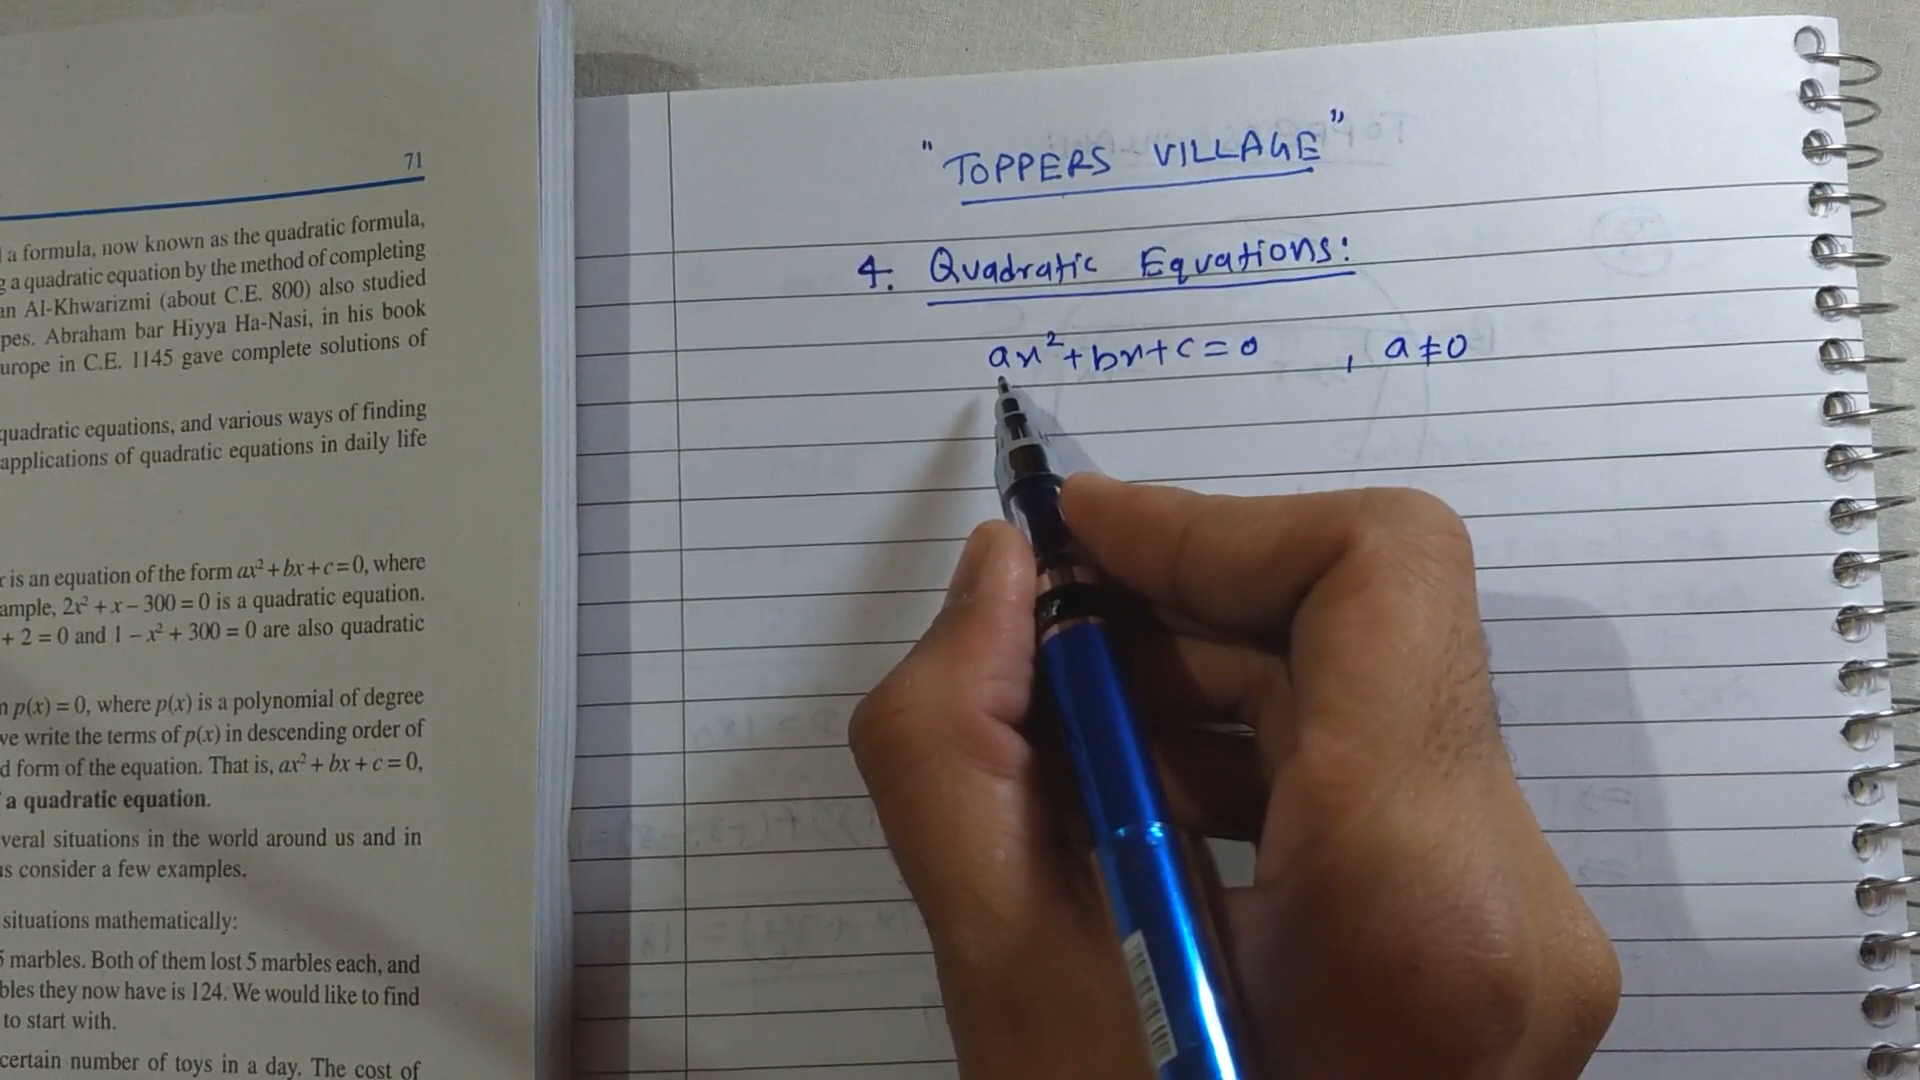 71
a formula, now known as the quadratic formula,
a quadratic equation by the method of completing
an Al-Khwarizmi (about C.E. 800) also studied
pes. Abraham bar Hiyya Ha-Nasi, in his book
urope in C.E. 1145 gave complete solutions of
quadratic equations, and various ways of finding
applications of quadratic equations in daily life
is an equation of the form ax² + bx + c = 0, where
ample, 2x² + x – 300 = 0 is a quadratic equation.
+ 2 = 0 and 1 – x² + 300 = 0 are also quadratic
p(x) = 0, where p(x) is a polynomial of degree
we write the terms of p(x) in descending order of
d form of the equation. That is, ax² + bx + c = 0,
a quadratic equation.
veral situations in the world around us and in
us consider a few examples.
situations mathematically:
5 marbles. Both of them lost 5 marbles each, and
bles they now have is 124. We would like to find
to start with.
certain number of toys in a day. The cost of
"TOPPERS VILLAGE"
4. Quadratic Equations:
ax² + bx + c = 0 , a ≠ 0